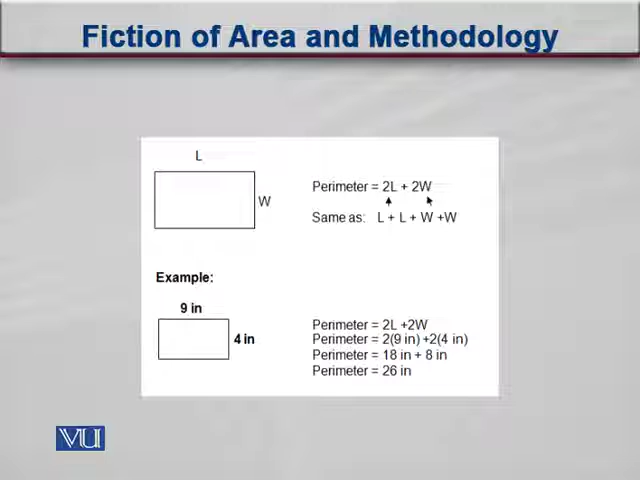 Fiction of Area and Methodology
L
W
Perimeter = 2L + 2W
Same as: L + L + W +W
Example:
9 in
4 in
Perimeter = 2L +2W
Perimeter = 2(9 in) +2(4 in)
Perimeter = 18 in + 8 in
Perimeter = 26 in
VU